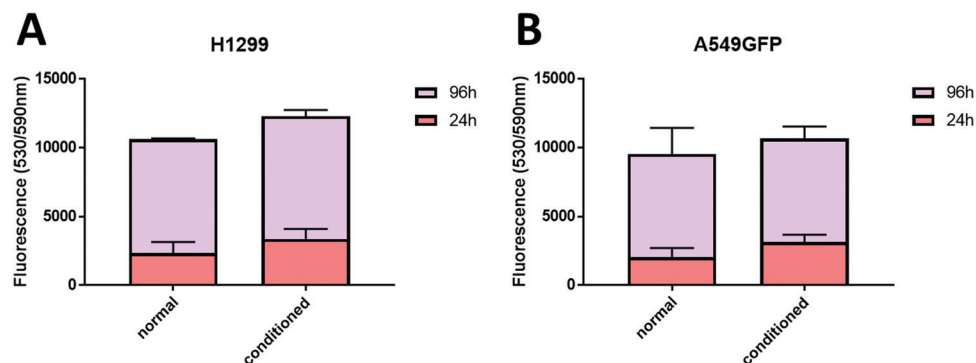 A
H1299
Fluorescence (530/590nm)
15000
10000
5000
0
normal
conditioned
96h
24h
B
A549GFP
Fluorescence (530/590nm)
15000
10000
5000
0
normal
conditioned
96h
24h